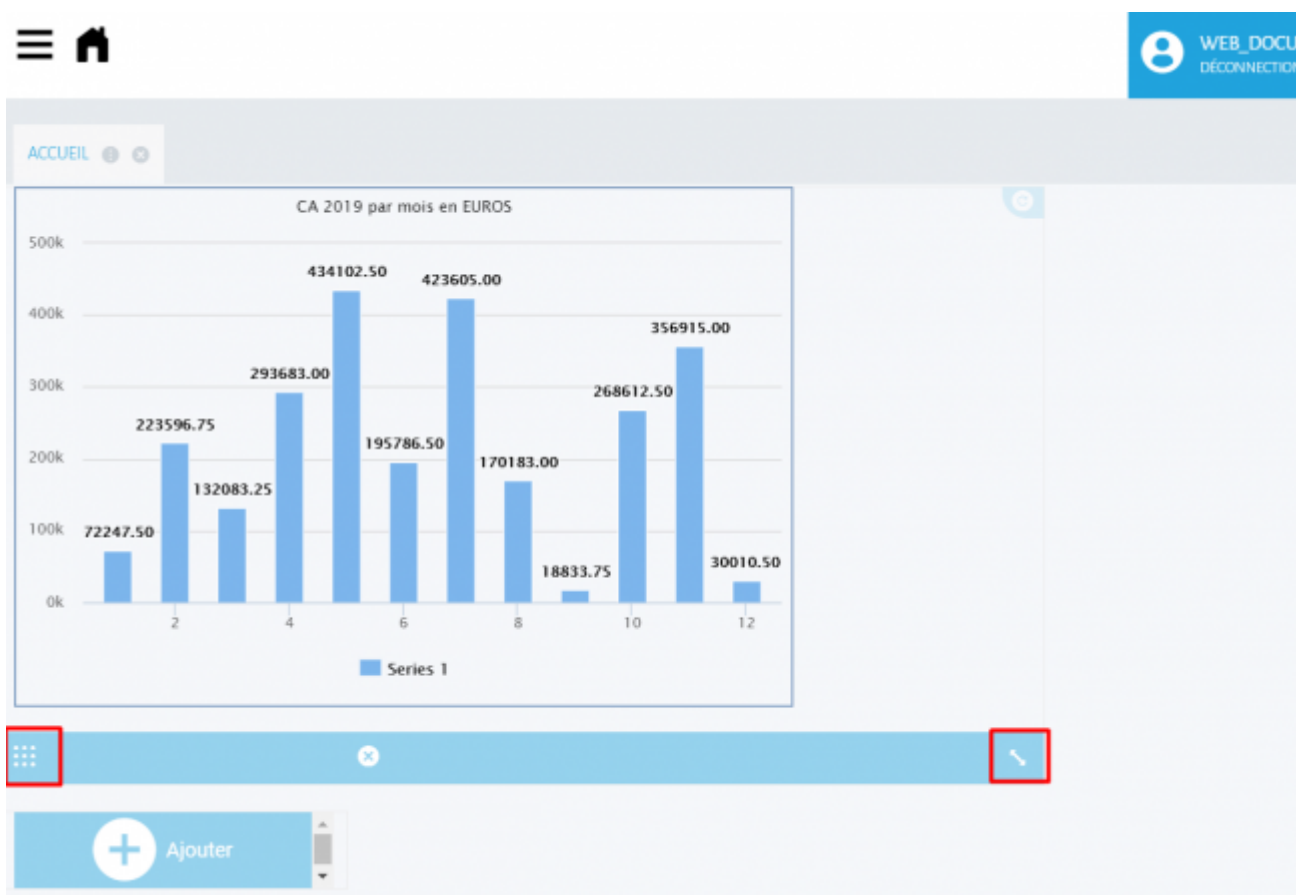 WEB_DOCU
DÉCONNECTION
ACCUEIL
CA 2019 par mois en EUROS
500k
434102.50
423605.00
400k
356915.00
293683.00
300k
268612.50
223596.75
195786.50
200k
170183.00
132083.25
100k
72247.50
30010.50
18833.75
0k
2 4 6 8 10 12
Series 1
Ajouter